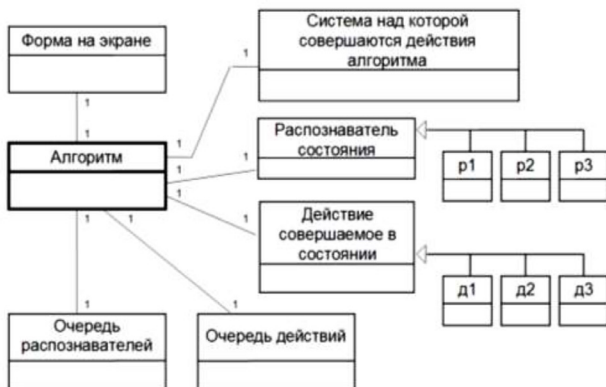 Система над которой
совершаются действия
алгоритма
Форма на экране
1
1
1
1
Алгоритм
Распознаватель
состояния
1
1
р1
р2
р3
1
1
Действие
совершаемое в
состоянии
д1
д2
д3
1
1
1
1
Очередь
распознавателей
Очередь действий